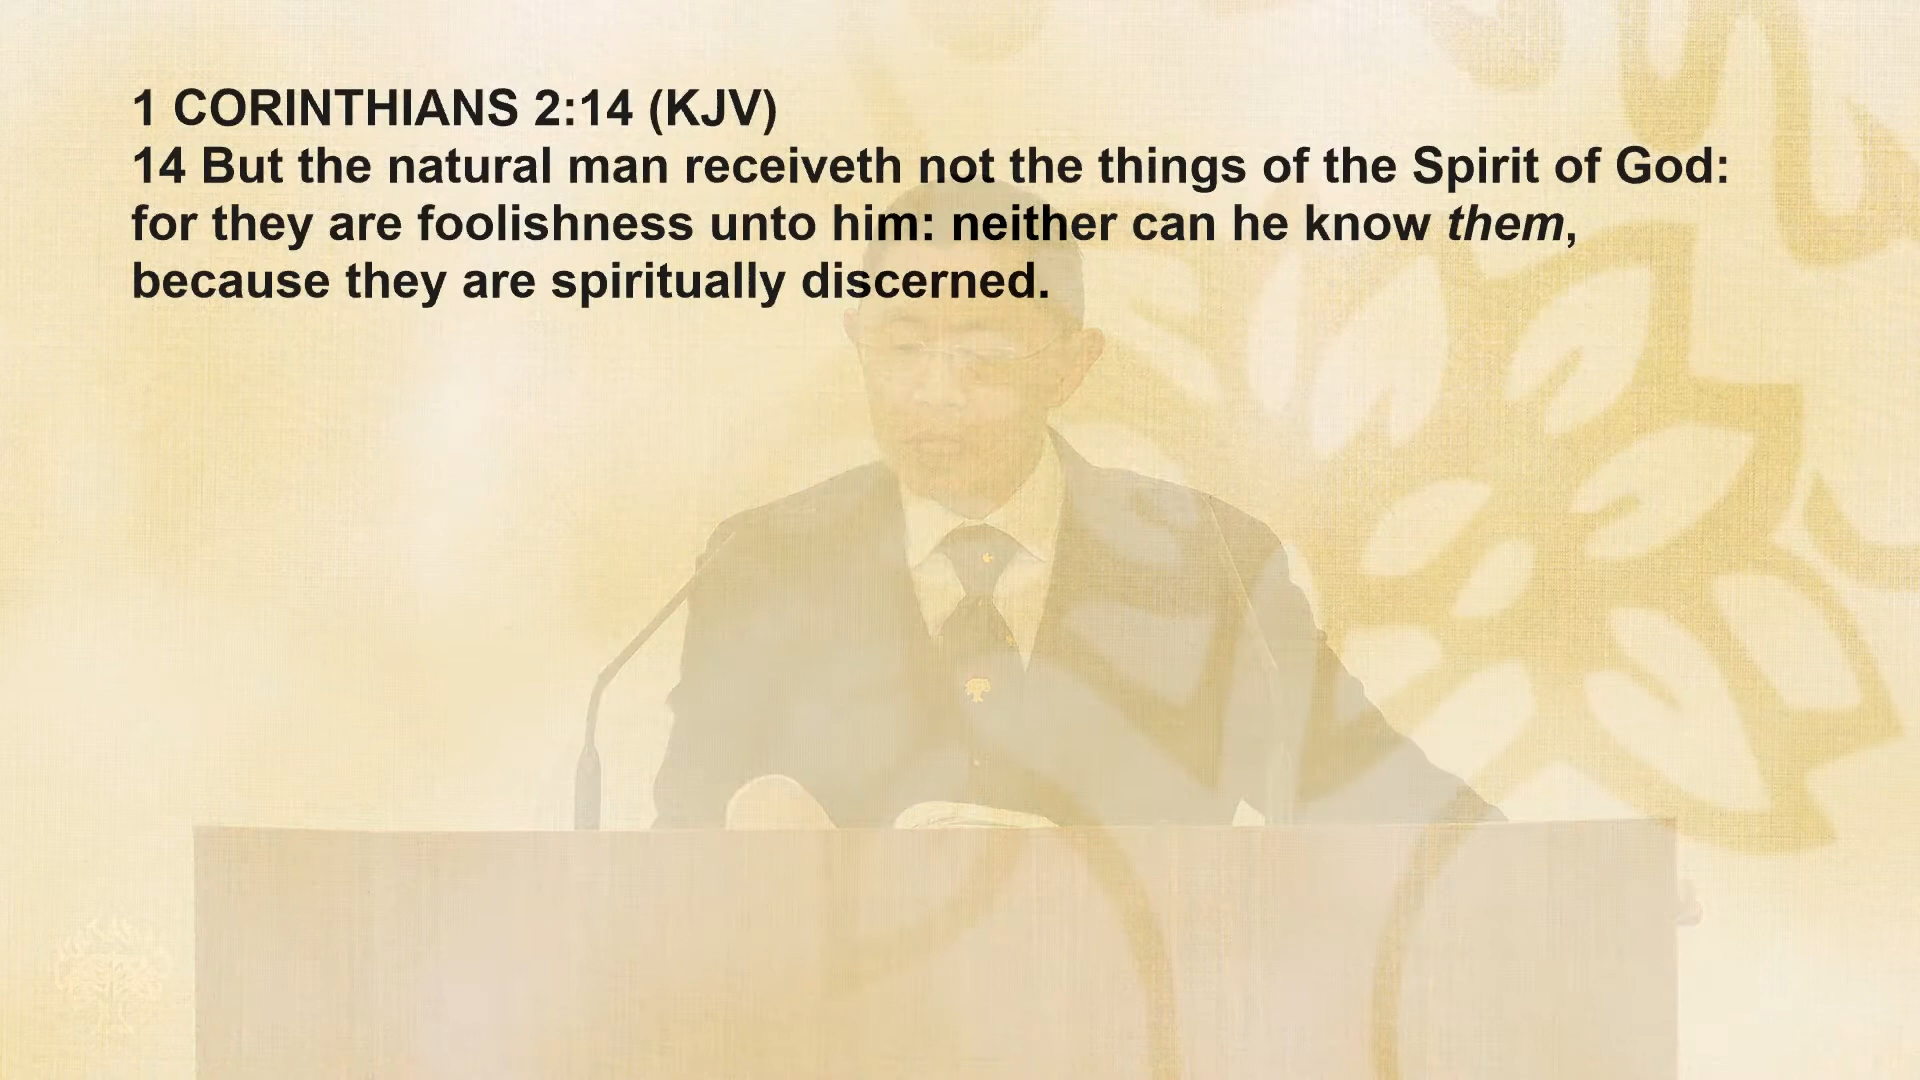 1 CORINTHIANS 2:14 (KJV)
14 But the natural man receiveth not the things of the Spirit of God:
for they are foolishness unto him: neither can he know them,
because they are spiritually discerned.